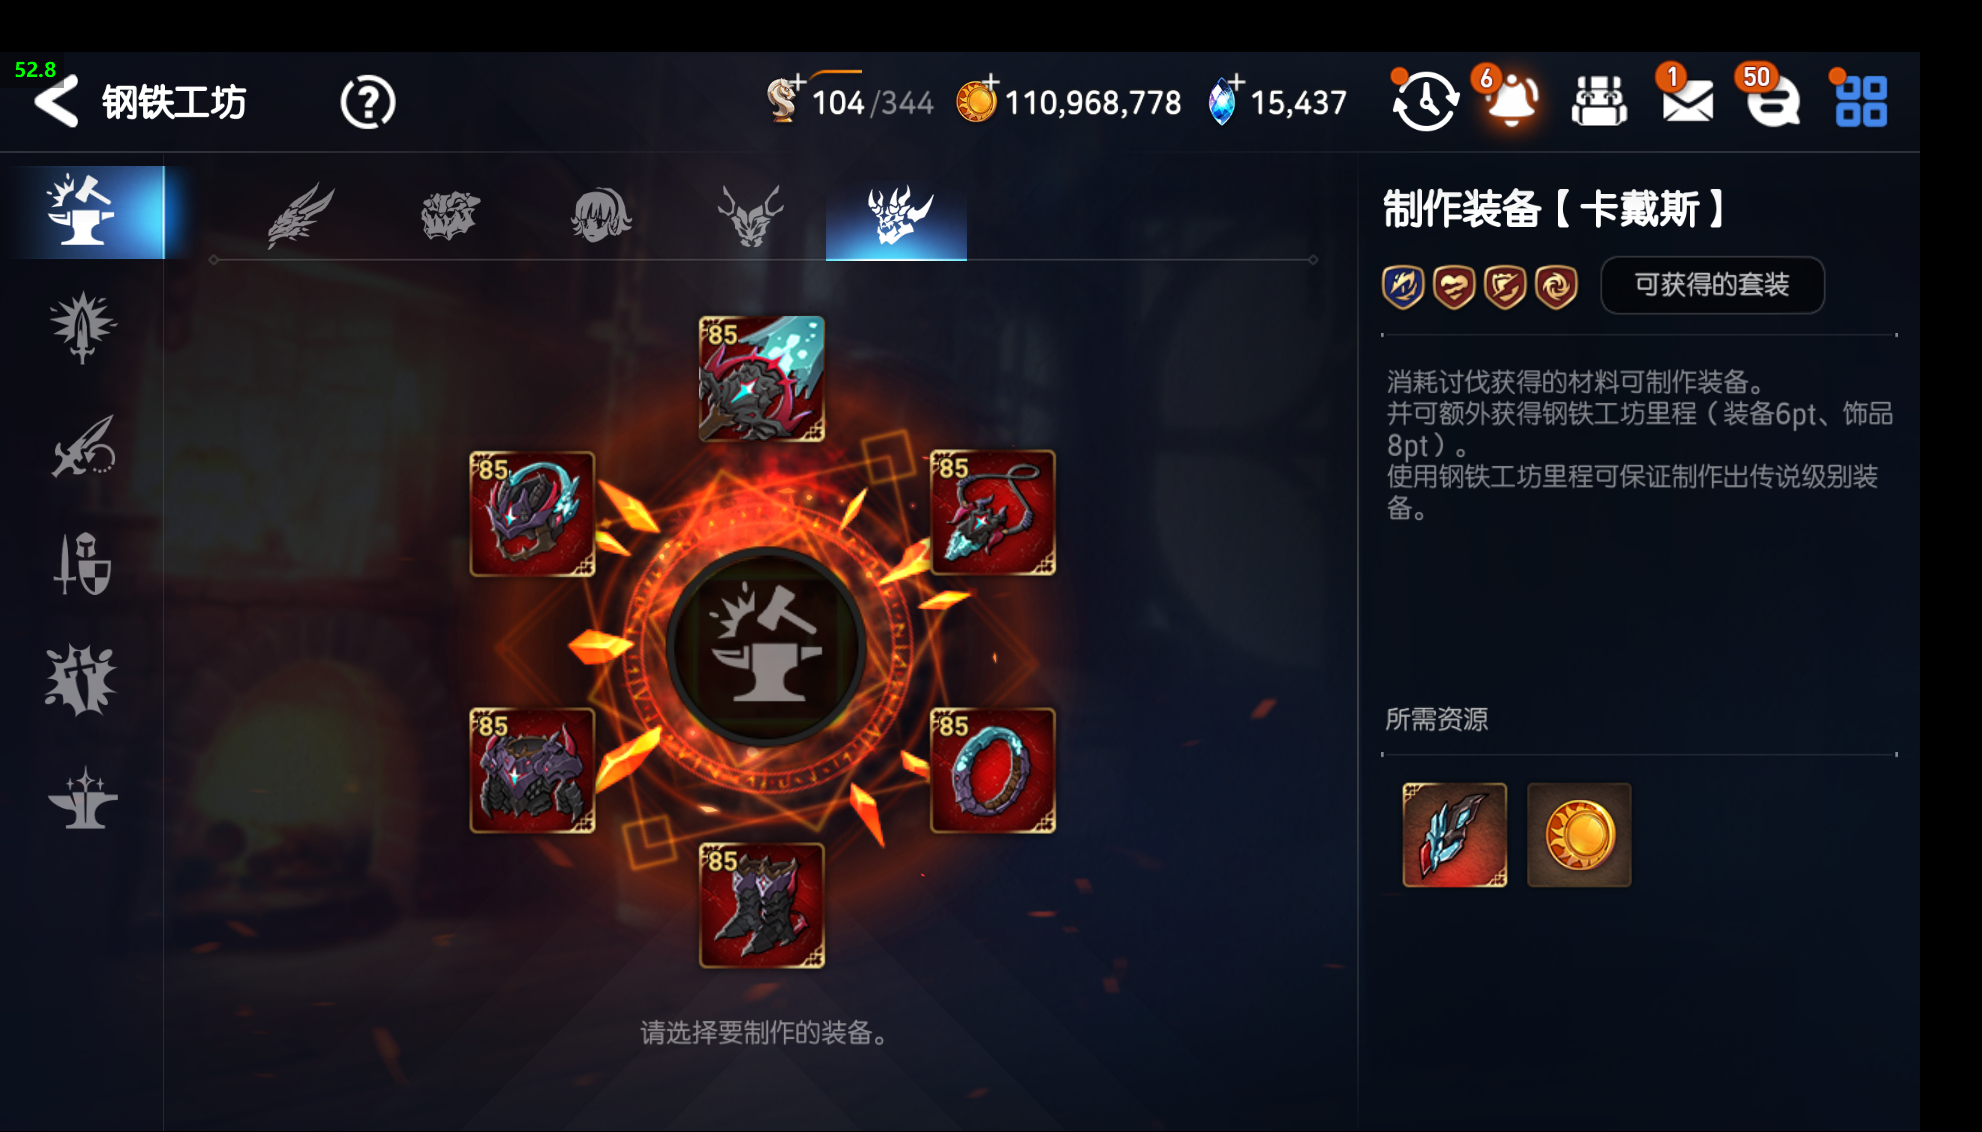 52.8
钢铁工坊
104/344
110,968,778
15,437
6
1
50
制作装备【卡戴斯】
可获得的套装
消耗讨伐获得的材料可制作装备。
并可额外获得钢铁工坊里程（装备6pt、饰品
8pt）。
使用钢铁工坊里程可保证制作出传说级别装
备。
所需资源
85
85
85
85
85
85
请选择要制作的装备。